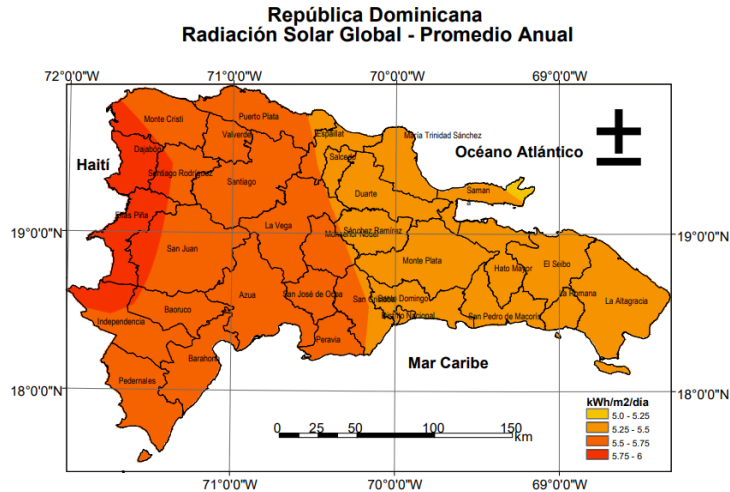 República Dominicana
Radiación Solar Global - Promedio Anual
72°0'0"W
71°0'0"W
70°0'0"W
69°0'0"W
Monte Cristi
Puerto Plata
Valverde
Espaillat
María Trinidad Sánchez
Dajabón
Salcedo
Océano Atlántico
Haití
Santiago Rodríguez
Santiago
Duarte
Saman
Elías Piña
La Vega
Sánchez Ramírez
Monseñor Nouel
19°0'0"N
19°0'0"N
San Juan
Monte Plata
Hato Mayor
El Seibo
Azua
San José de Ocoa
San Cristóbal
Santo Domingo
La Romana
La Altagracia
Baoruco
Independencia
Distrito Nacional
San Pedro de Macorís
Peravia
Barahona
Mar Caribe
Pedernales
18°0'0"N
18°0'0"N
kWh/m2/día
5.0 - 5.25
5.25 - 5.5
5.5 - 5.75
5.75 - 6
0 25 50 100 150
km
71°0'0"W
70°0'0"W
69°0'0"W